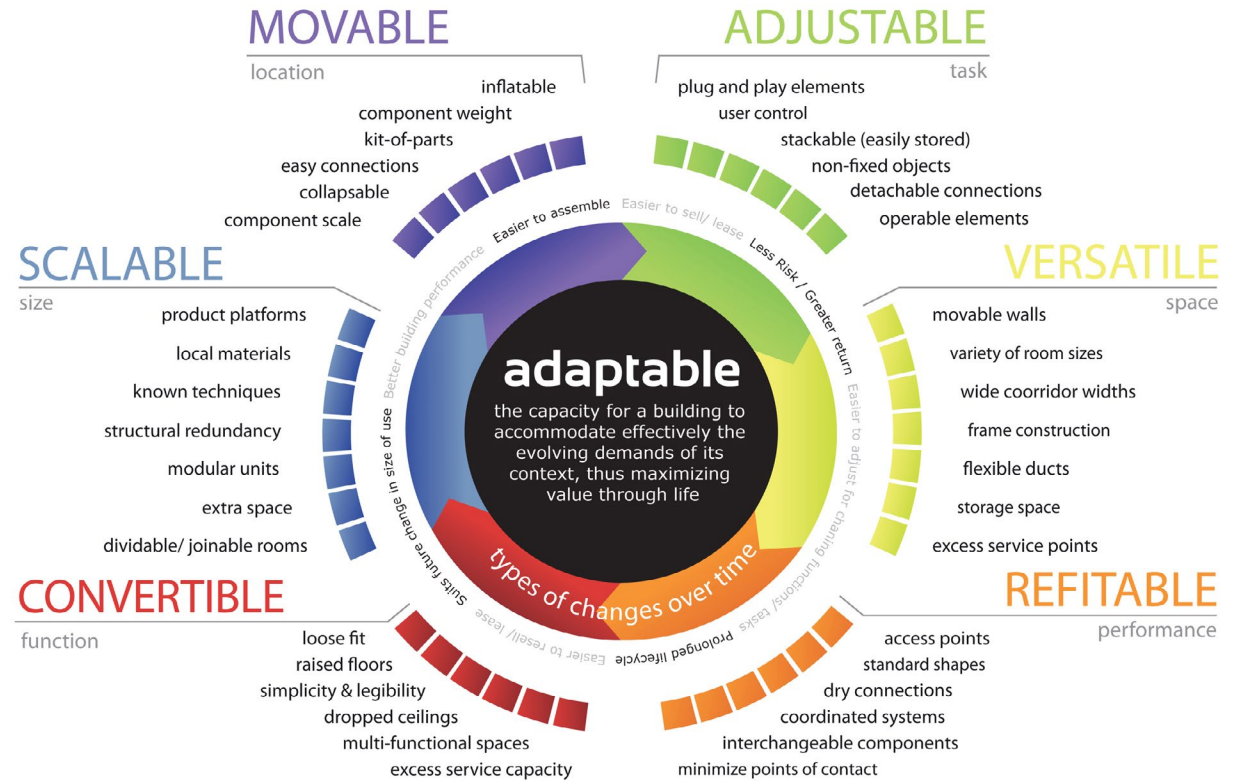 MOVABLE
location
inflatable
component weight
kit-of-parts
easy connections
collapsable
component scale
ADJUSTABLE
task
plug and play elements
user control
stackable (easily stored)
non-fixed objects
detachable connections
operable elements
SCALABLE
size
product platforms
local materials
known techniques
structural redundancy
modular units
extra space
dividable/ joinable rooms
VERSATILE
space
movable walls
variety of room sizes
wide coorridor widths
frame construction
flexible ducts
storage space
excess service points
CONVERTIBLE
function
loose fit
raised floors
simplicity & legibility
dropped ceilings
multi-functional spaces
excess service capacity
REFITABLE
performance
access points
standard shapes
dry connections
coordinated systems
interchangeable components
minimize points of contact
Easier to assemble
Easier to sell/ lease
Less Risk / Greater return
Easier to adjust for chaning functions/ tasks
Prolonged lifecycle
Easier to resell/ lease
Suits future change in size of use
Better building performance
adaptable
the capacity for a building to
accommodate effectively the
evolving demands of its
context, thus maximizing
value through life
types of changes over time